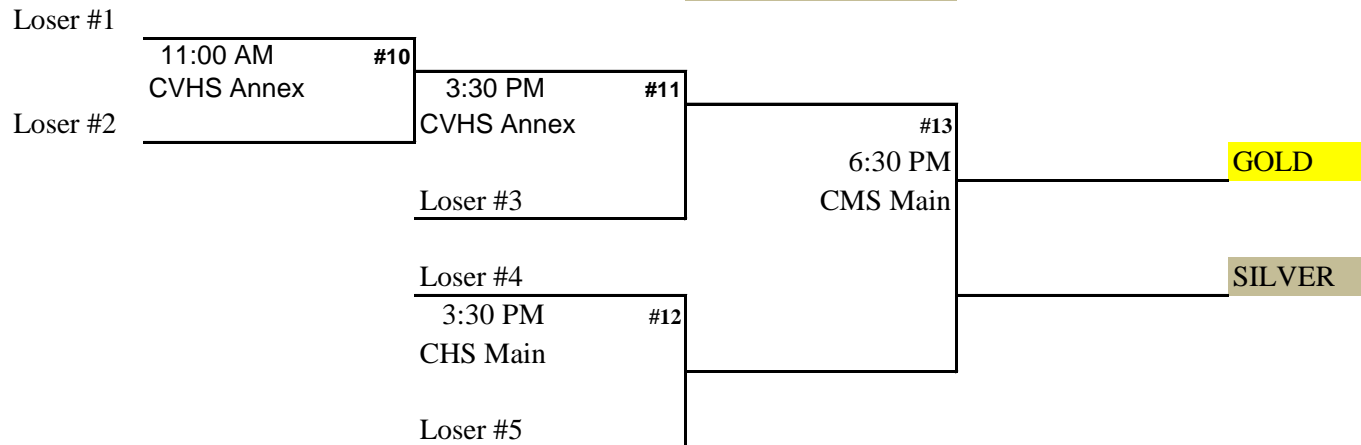 Loser #1
11:00 AM #10
CVHS Annex
3:30 PM #11
Loser #2
CVHS Annex
#13
6:30 PM
GOLD
Loser #3
CMS Main
Loser #4
SILVER
3:30 PM #12
CHS Main
Loser #5